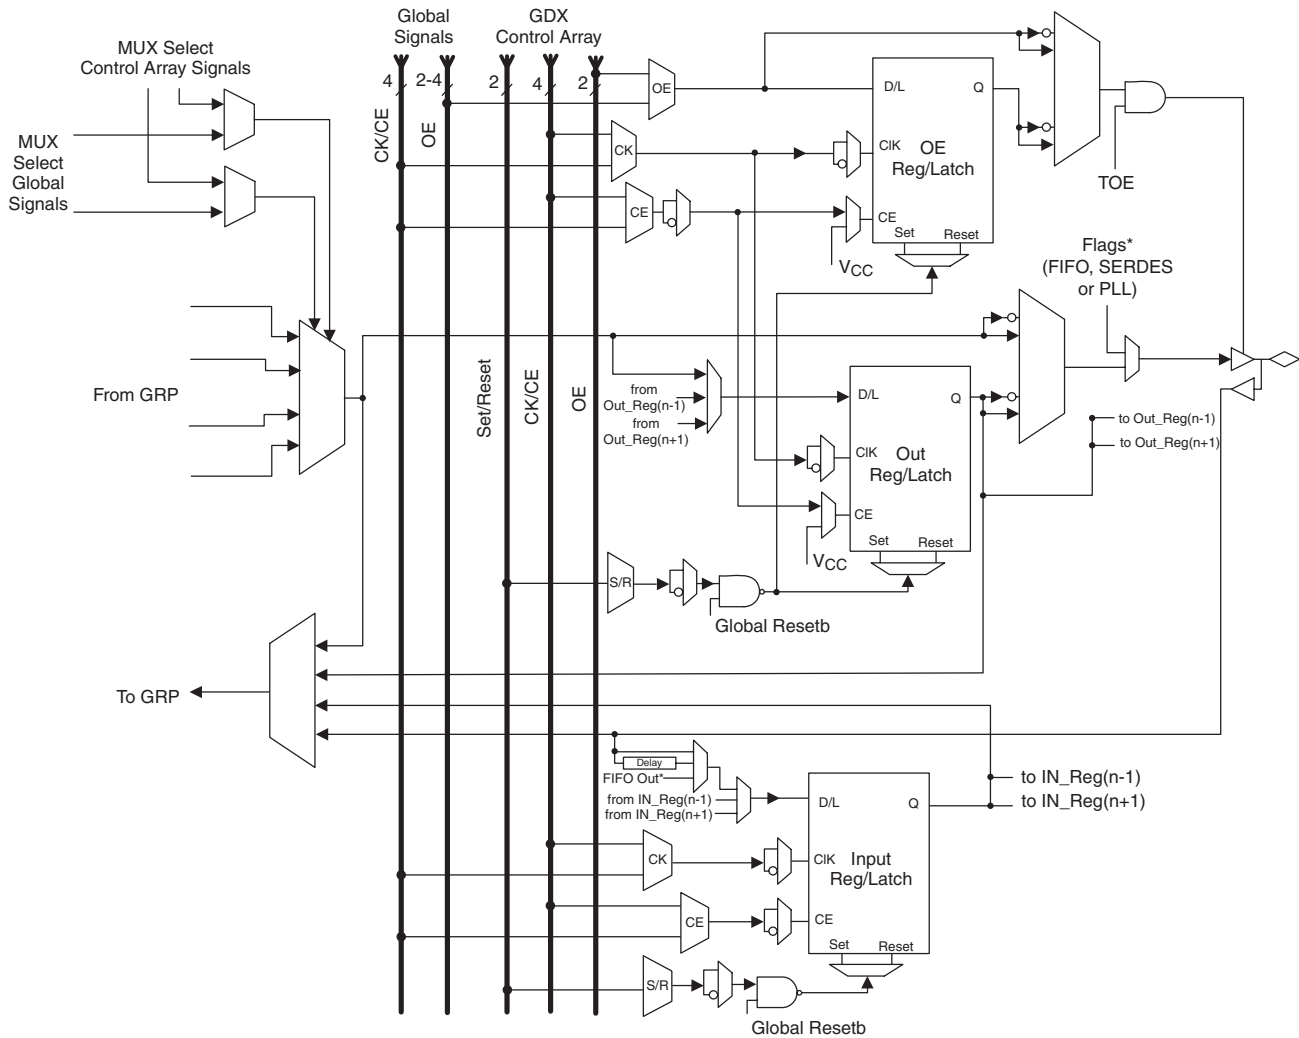 Global
Signals
GDX
Control Array
MUX Select
Control Array Signals
4
2-4
2
4
2
CK/CE
OE
MUX
Select
Global
Signals
OE
CK
CE
D/L
Q
ClK
OE
Reg/Latch
CE
Set
Reset
VCC
TOE
Flags*
(FIFO, SERDES
or PLL)
From GRP
Set/Reset
CK/CE
OE
from
Out_Reg(n-1)
from
Out_Reg(n+1)
D/L
Q
ClK
Out
Reg/Latch
CE
Set
Reset
VCC
to Out_Reg(n-1)
to Out_Reg(n+1)
S/R
Global Resetb
To GRP
Delay
FIFO Out*
from IN_Reg(n-1)
from IN_Reg(n+1)
D/L
Q
to IN_Reg(n-1)
to IN_Reg(n+1)
CK
ClK
Input
Reg/Latch
CE
CE
Set
Reset
S/R
Global Resetb